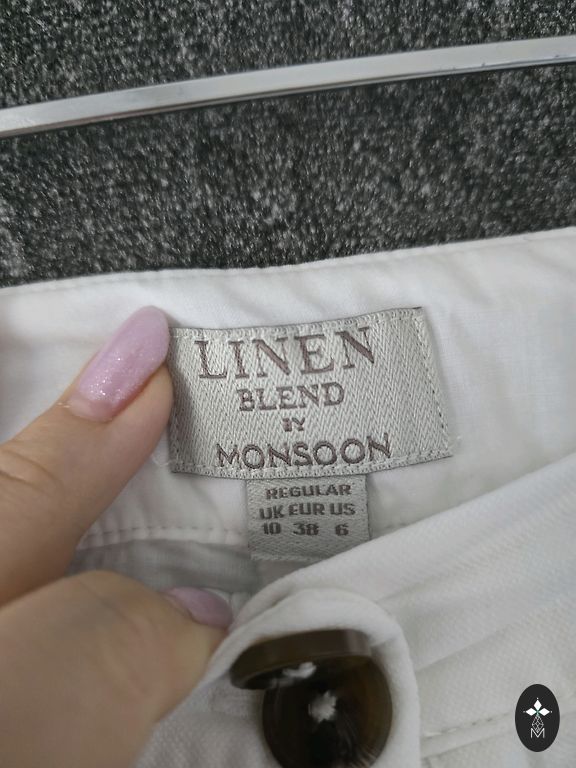 LINEN
BLEND
BY
MONSOON
REGULAR
UK EUR US
10 38 6
M